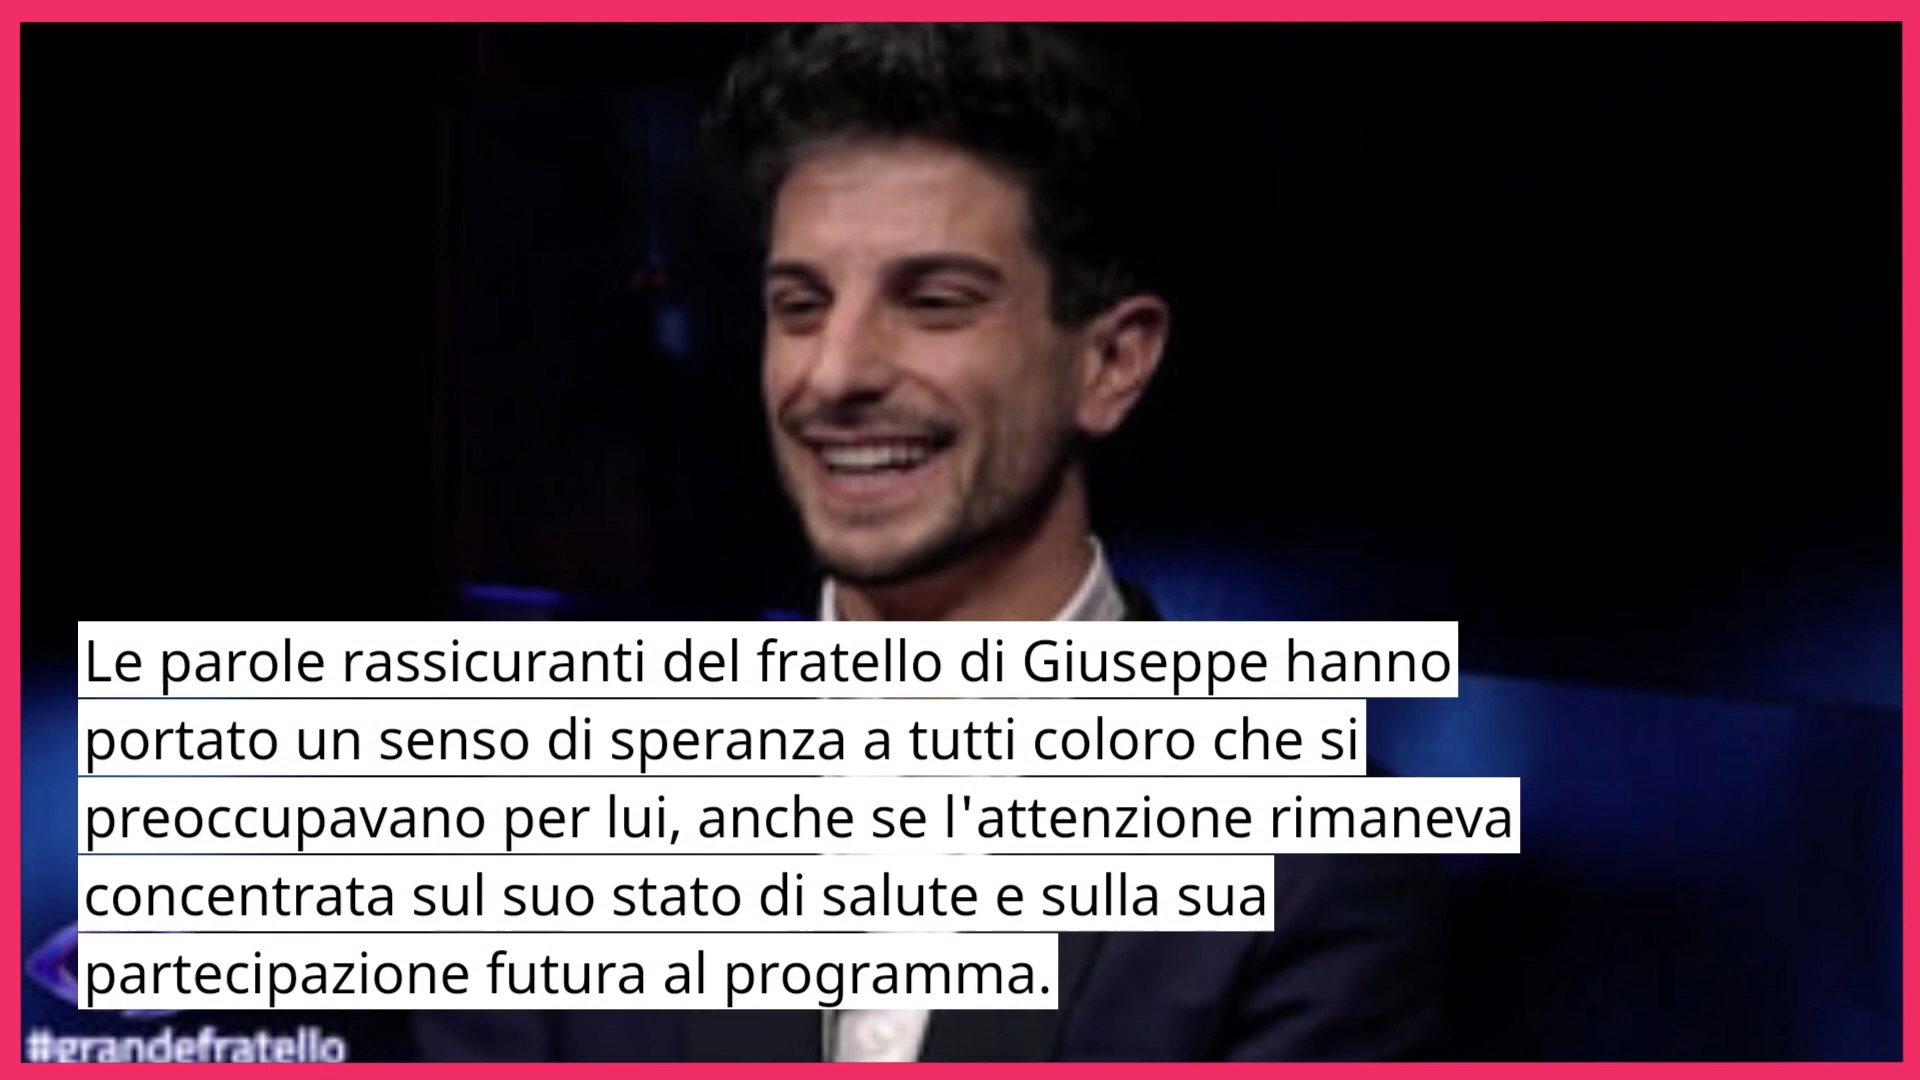 Le parole rassicuranti del fratello di Giuseppe hanno
portato un senso di speranza a tutti coloro che si
preoccupavano per lui, anche se l'attenzione rimaneva
concentrata sul suo stato di salute e sulla sua
partecipazione futura al programma.
#grandefratello